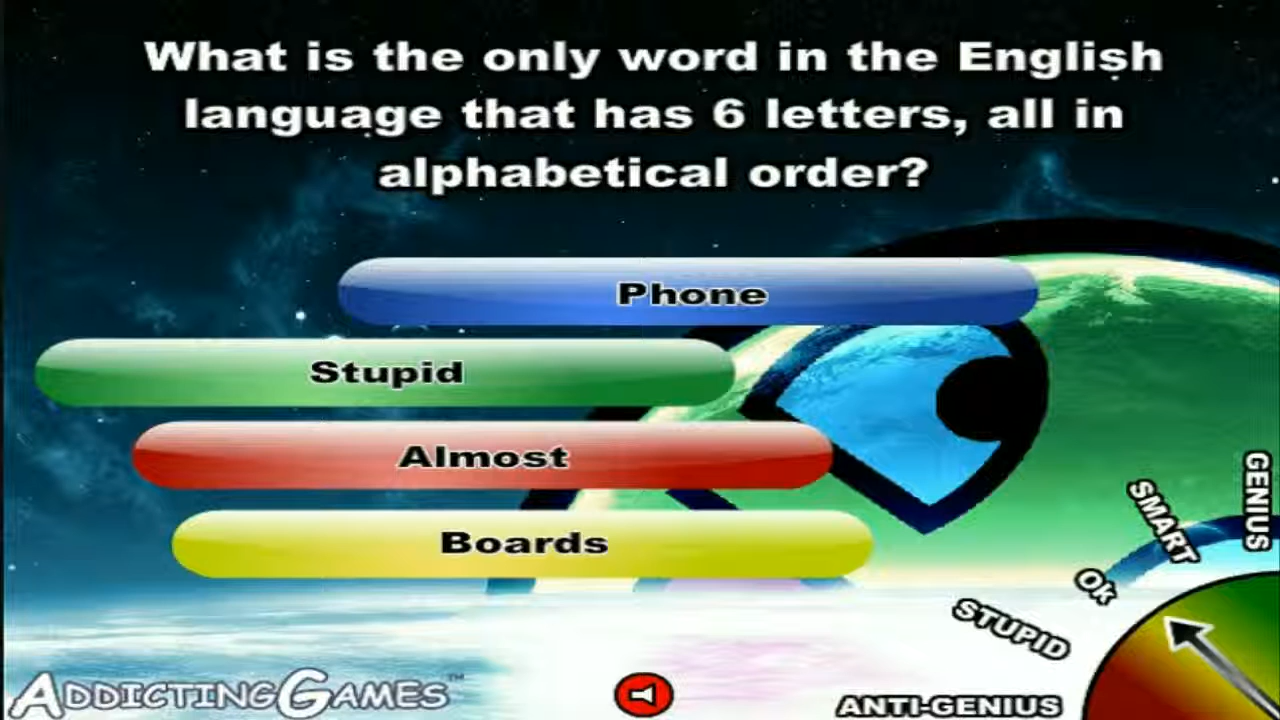 What is the only word in the English
language that has 6 letters, all in
alphabetical order?
Phone
Stupid
Almost
Boards
GENIUS
SMART
Ok
STUPID
ANTI-GENIUS
ADDICTINGGAMES™